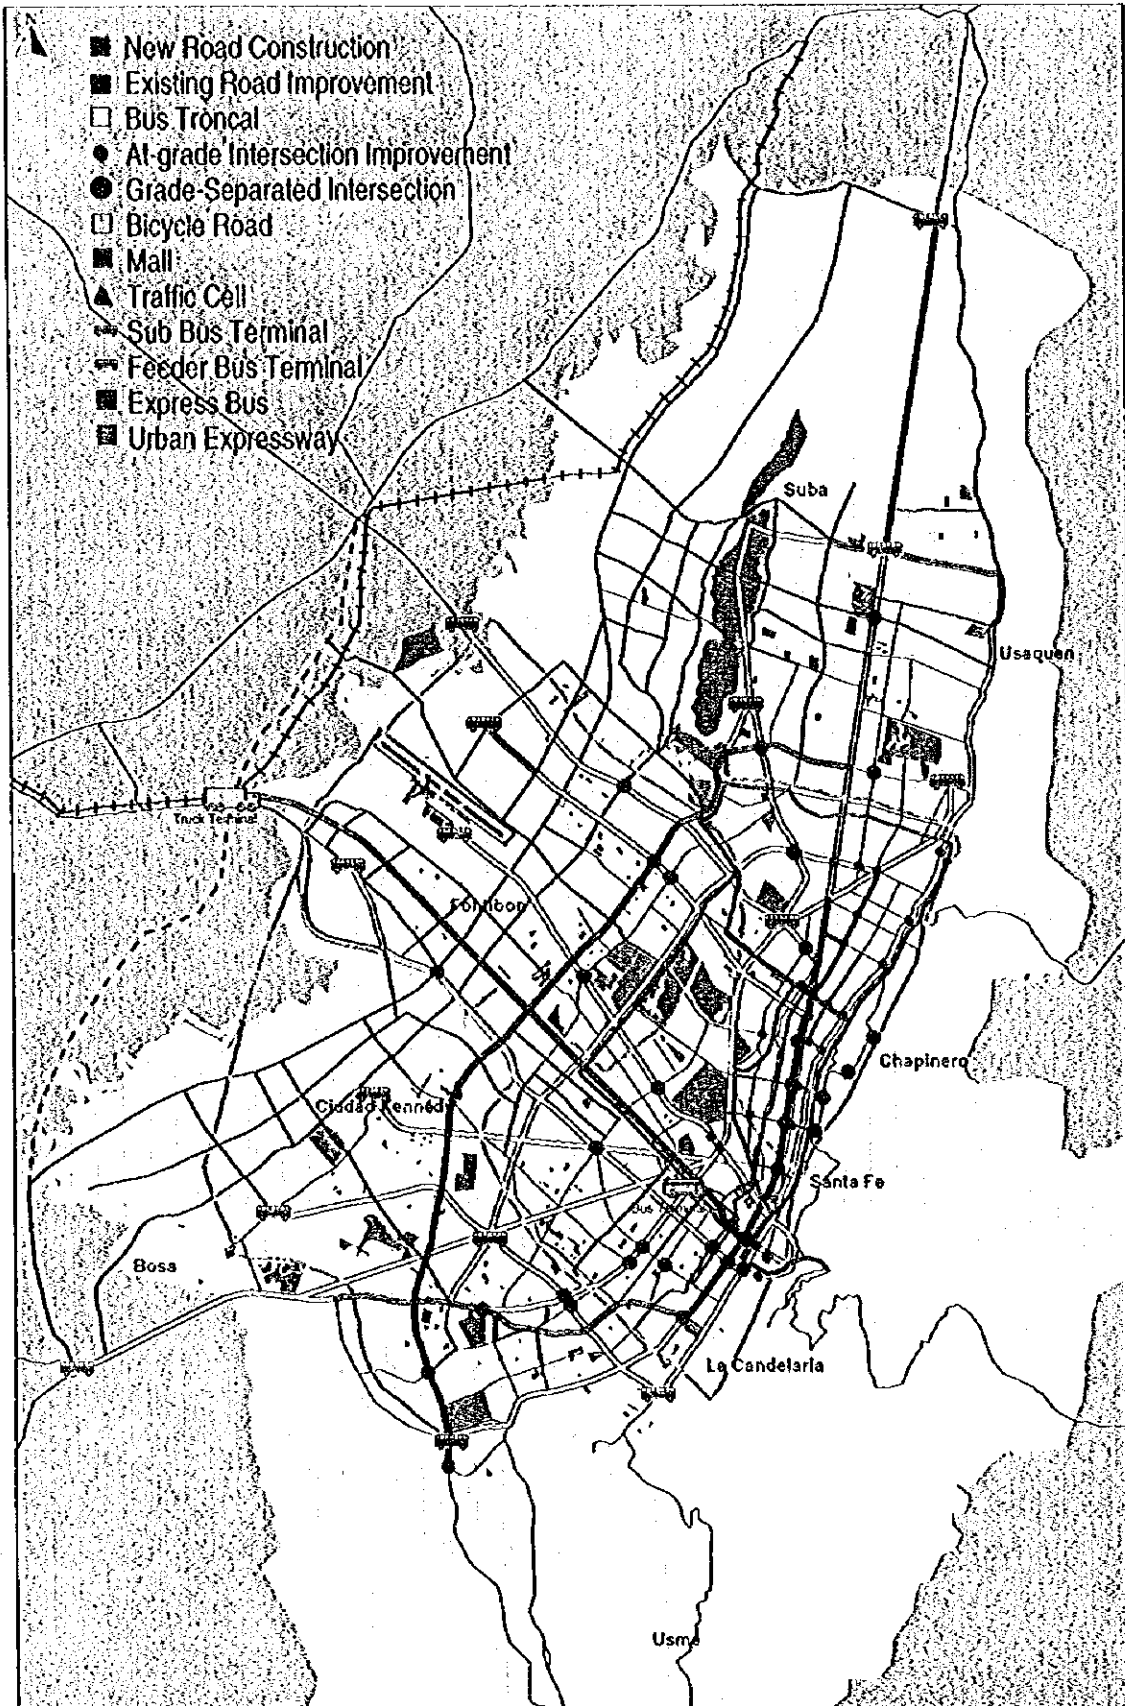 N
New Road Construction
Existing Road Improvement
Bus Troncal
At-grade Intersection Improvement
Grade-Separated Intersection
Bicycle Road
Mall
Traffic Cell
Sub Bus Terminal
Feeder Bus Terminal
Express Bus
Urban Expressway
Suba
Usaquen
Truck Terminal
Chapinero
Ciudad Kenned
Santa Fe
Bus Terminal
Bosa
La Candelaria
Usme